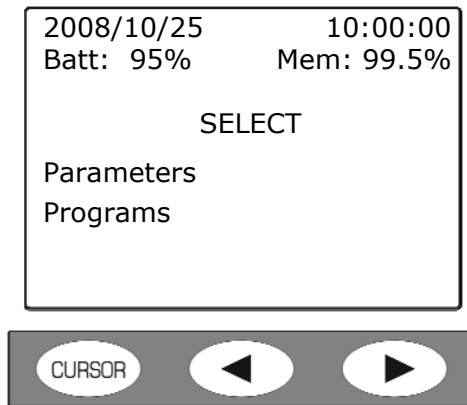 2008/10/25 10:00:00
Batt: 95% Mem: 99.5%
SELECT
Parameters
Programs
CURSOR